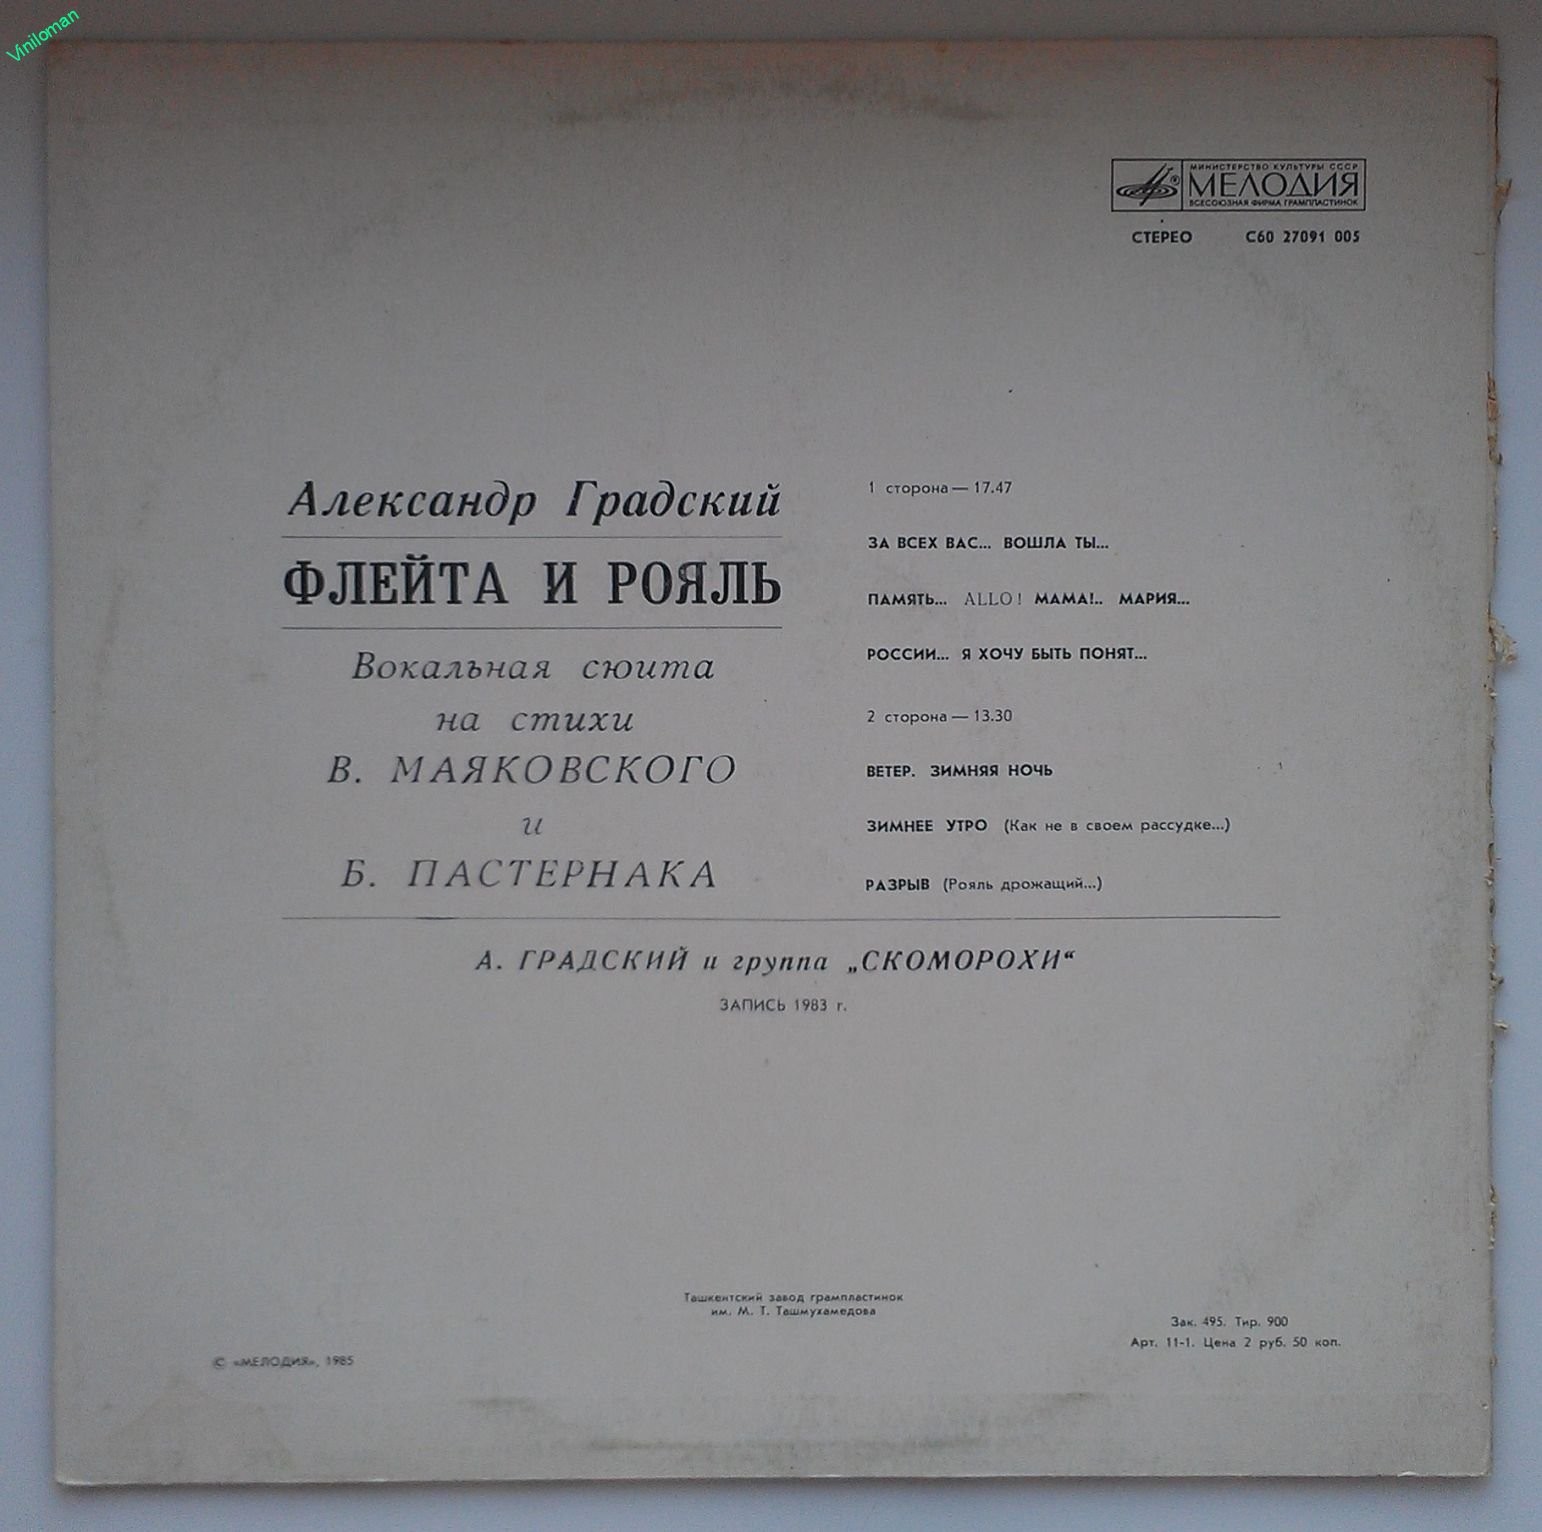 Viniloman
МИНИСТЕРСТВО КУЛЬТУРЫ СССР
МЕЛОДИЯ
ВСЕСОЮЗНАЯ ФИРМА ГРАМПЛАСТИНОК
СТЕРЕО С60 27091 005
Александр Градский
ФЛЕЙТА И РОЯЛЬ
Вокальная сюита
на стихи
В. МАЯКОВСКОГО
и
Б. ПАСТЕРНАКА
1 сторона — 17.47
ЗА ВСЕХ ВАС... ВОШЛА ТЫ...
ПАМЯТЬ... ALLO! МАМА!.. МАРИЯ...
РОССИИ... Я ХОЧУ БЫТЬ ПОНЯТ...
2 сторона — 13.30
ВЕТЕР. ЗИМНЯЯ НОЧЬ
ЗИМНЕЕ УТРО (Как не в своем рассудке...)
РАЗРЫВ (Рояль дрожащий...)
А. ГРАДСКИЙ и группа „СКОМОРОХИ“
ЗАПИСЬ 1983 г.
Ташкентский завод грампластинок
им. М. Т. Ташмухамедова
Зак. 495. Тир. 900
Арт. 11-1. Цена 2 руб. 50 коп.
© «МЕЛОДИЯ», 1985